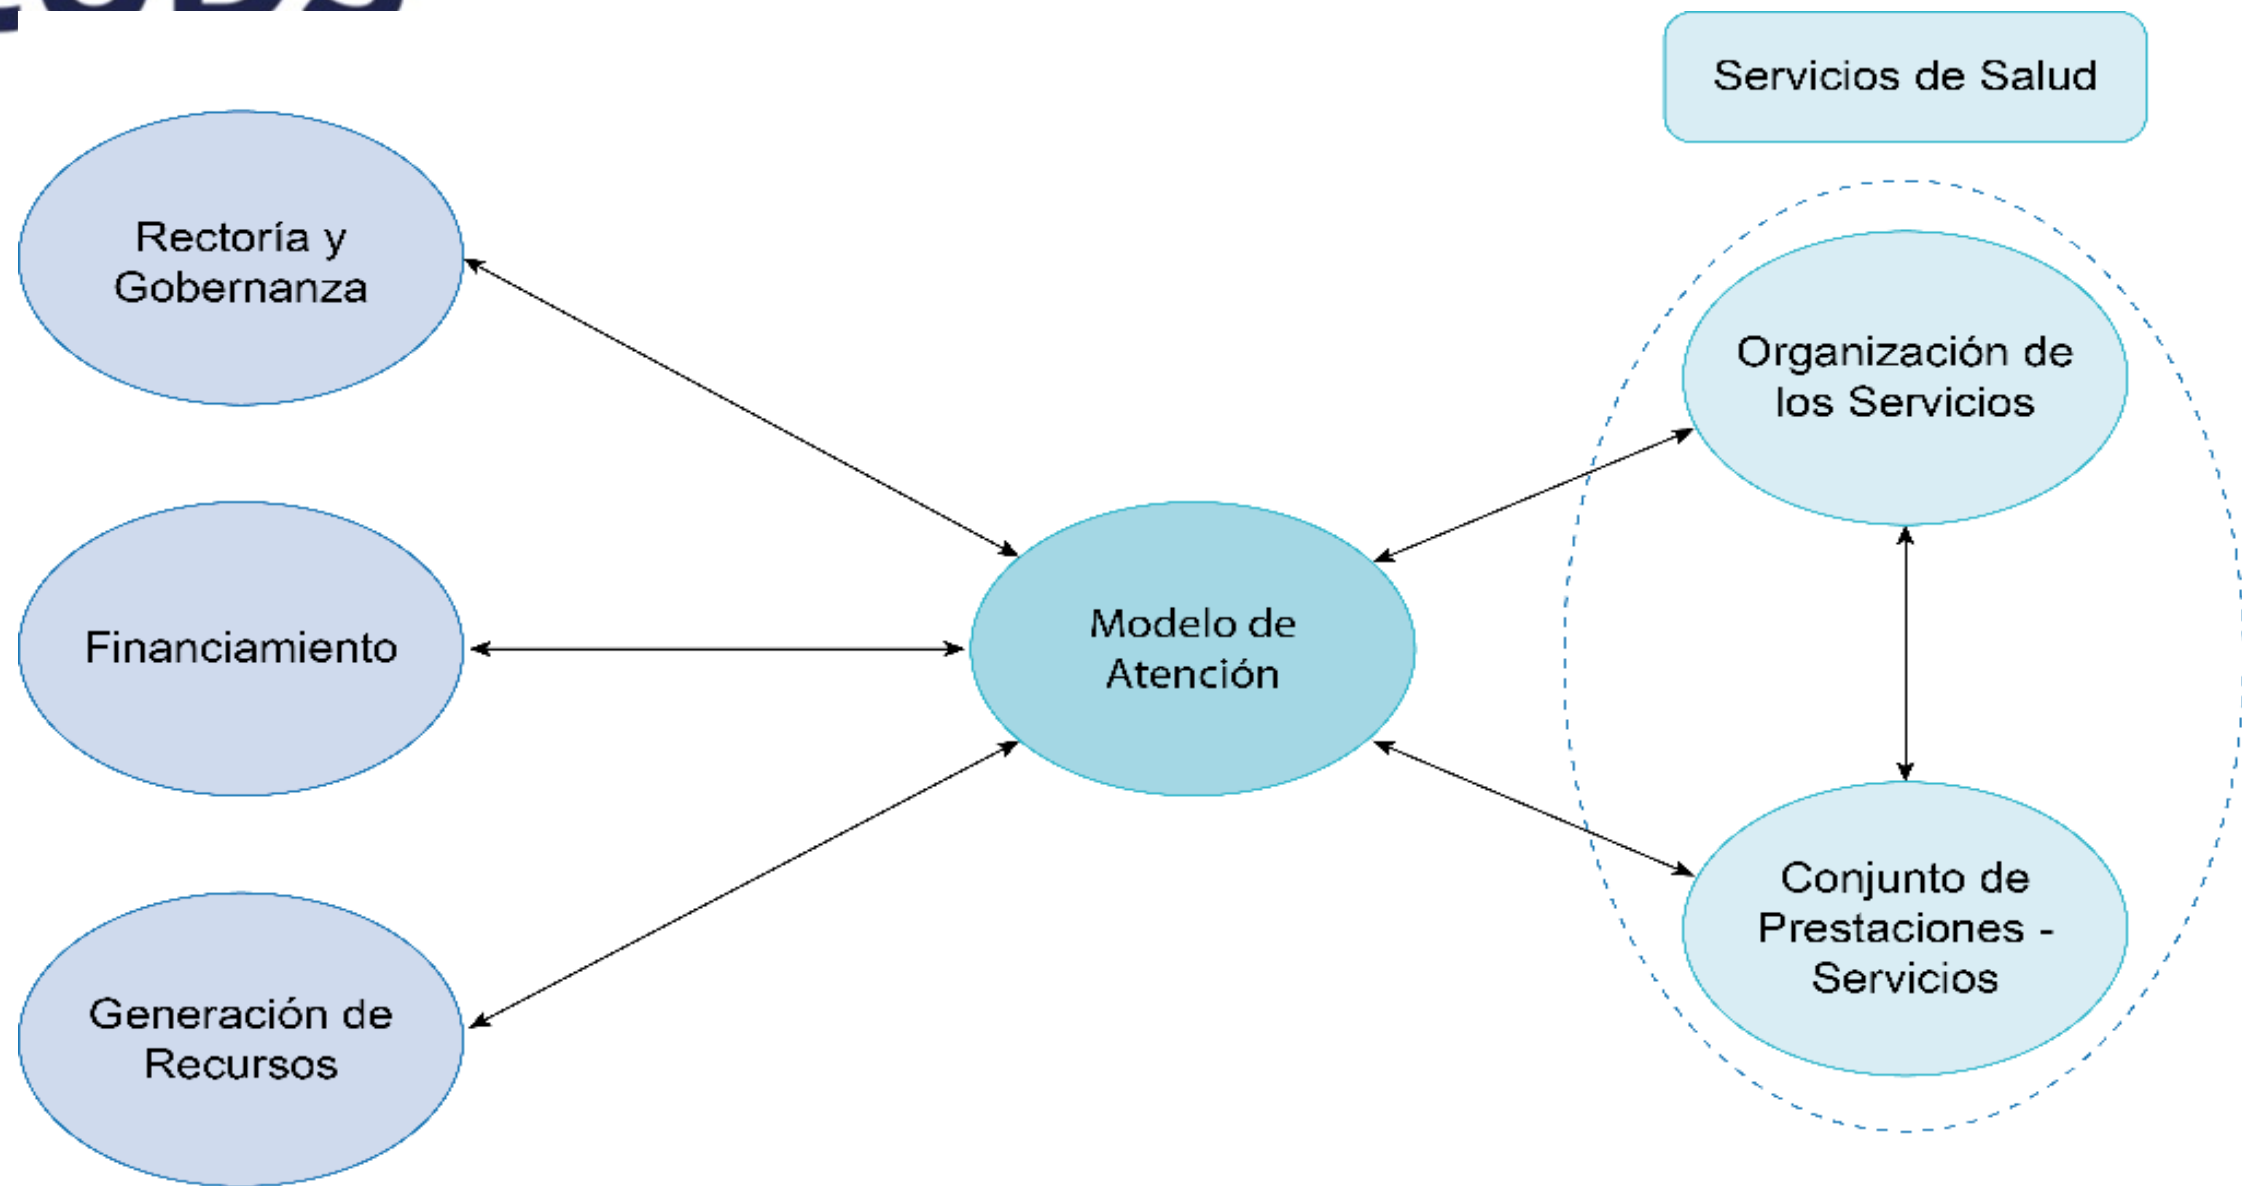 Servicios de Salud
Rectoría y
Gobernanza
Organización de
los Servicios
Financiamiento
Modelo de
Atención
Conjunto de
Prestaciones -
Servicios
Generación de
Recursos